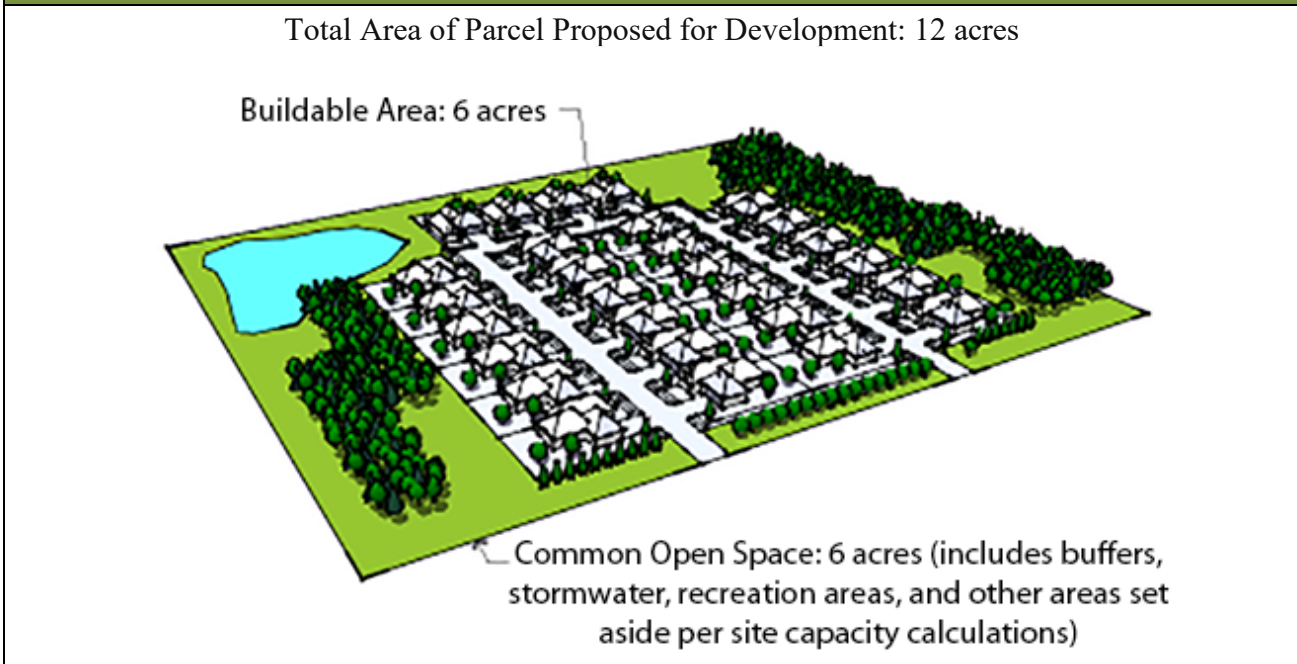 Total Area of Parcel Proposed for Development: 12 acres
Buildable Area: 6 acres
Common Open Space: 6 acres (includes buffers,
stormwater, recreation areas, and other areas set
aside per site capacity calculations)